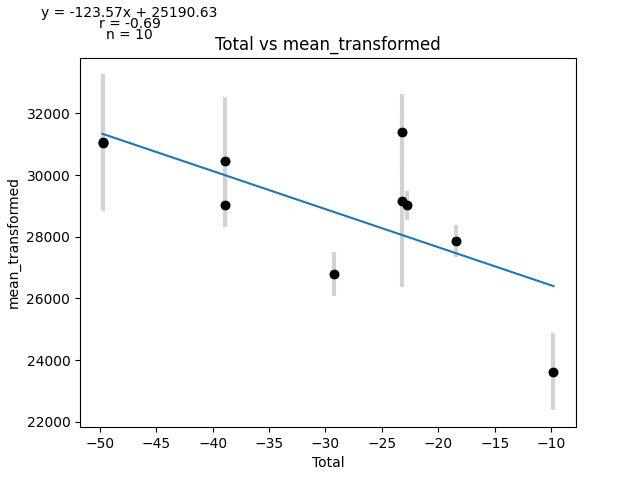 y = -123.57x + 25190.63
r = -0.69
n = 10
Total vs mean_transformed
mean_transformed
32000
30000
28000
26000
24000
22000
−50
−45
−40
−35
−30
−25
−20
−15
−10
Total